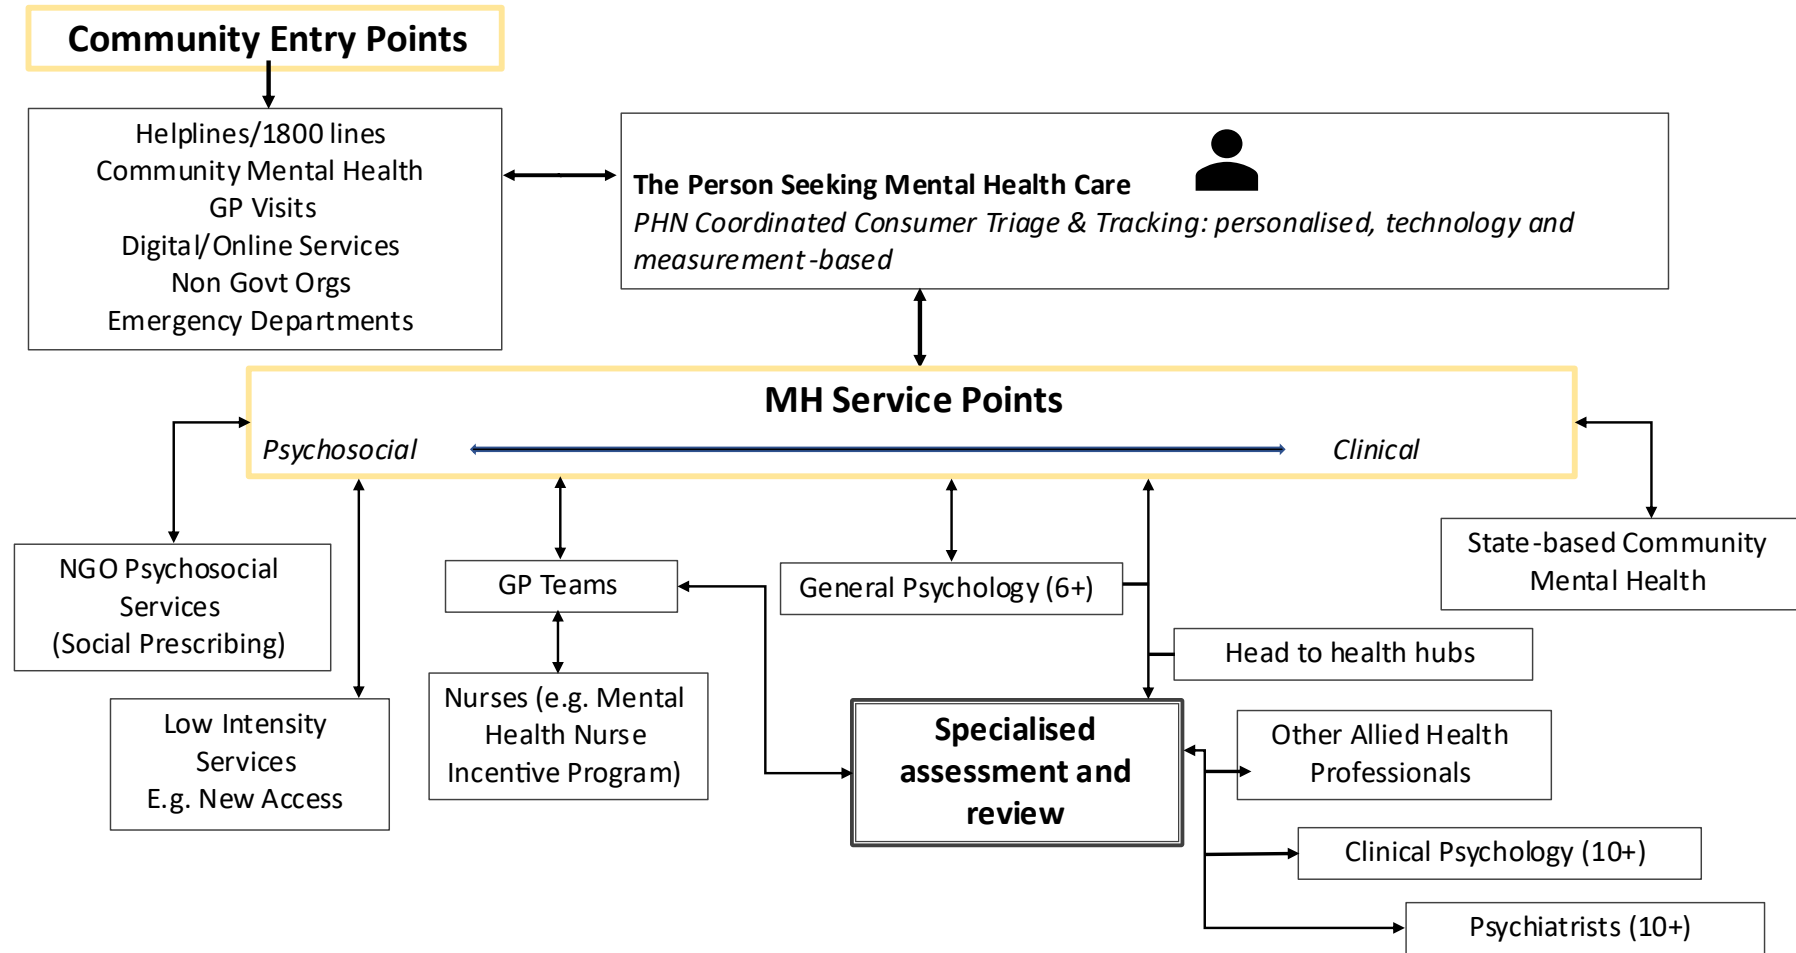 Community Entry Points
Helplines/1800 lines
Community Mental Health
GP Visits
Digital/Online Services
Non Govt Orgs
Emergency Departments
The Person Seeking Mental Health Care
PHN Coordinated Consumer Triage & Tracking: personalised, technology and
measurement-based
MH Service Points
Psychosocial
Clinical
NGO Psychosocial
Services
(Social Prescribing)
Low Intensity
Services
E.g. New Access
GP Teams
Nurses (e.g. Mental
Health Nurse
Incentive Program)
General Psychology (6+)
State-based Community
Mental Health
Head to health hubs
Specialised
assessment and
review
Other Allied Health
Professionals
Clinical Psychology (10+)
Psychiatrists (10+)